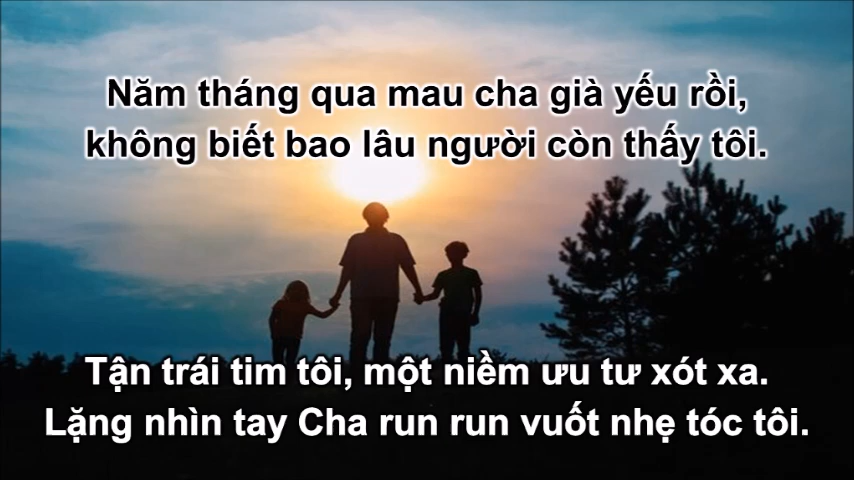 Năm tháng qua mau cha già yếu rồi,
không biết bao lâu người còn thấy tôi.
Tận trái tim tôi, một niềm ưu tư xót xa.
Lặng nhìn tay Cha run run vuốt nhẹ tóc tôi.